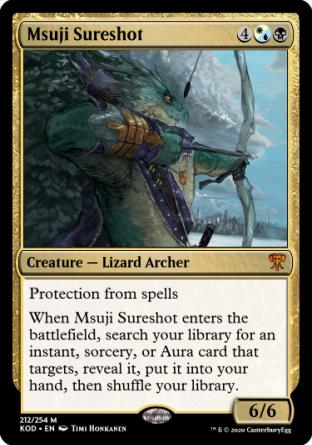 Msuji Sureshot 4
Creature — Lizard Archer
Protection from spells
When Msuji Sureshot enters the
battlefield, search your library for an
instant, sorcery, or Aura card that
targets, reveal it, put it into your
hand, then shuffle your library.
6/6
212/254 M
KOD • EN Timi Honkanen
™ & © 2020 CanterburyEgg